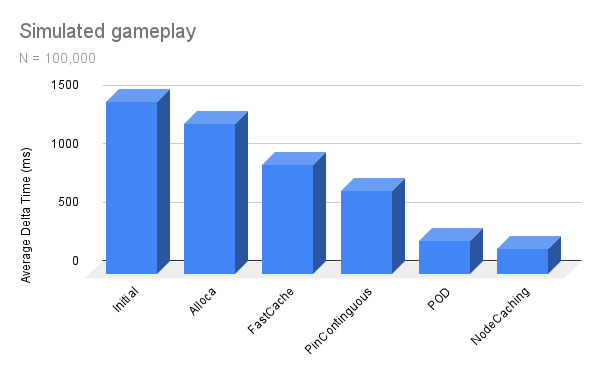 Simulated gameplay
N = 100,000
Average Delta Time (ms)
1500
1000
500
0
Initial
Alloca
FastCache
PinContinguous
POD
NodeCaching